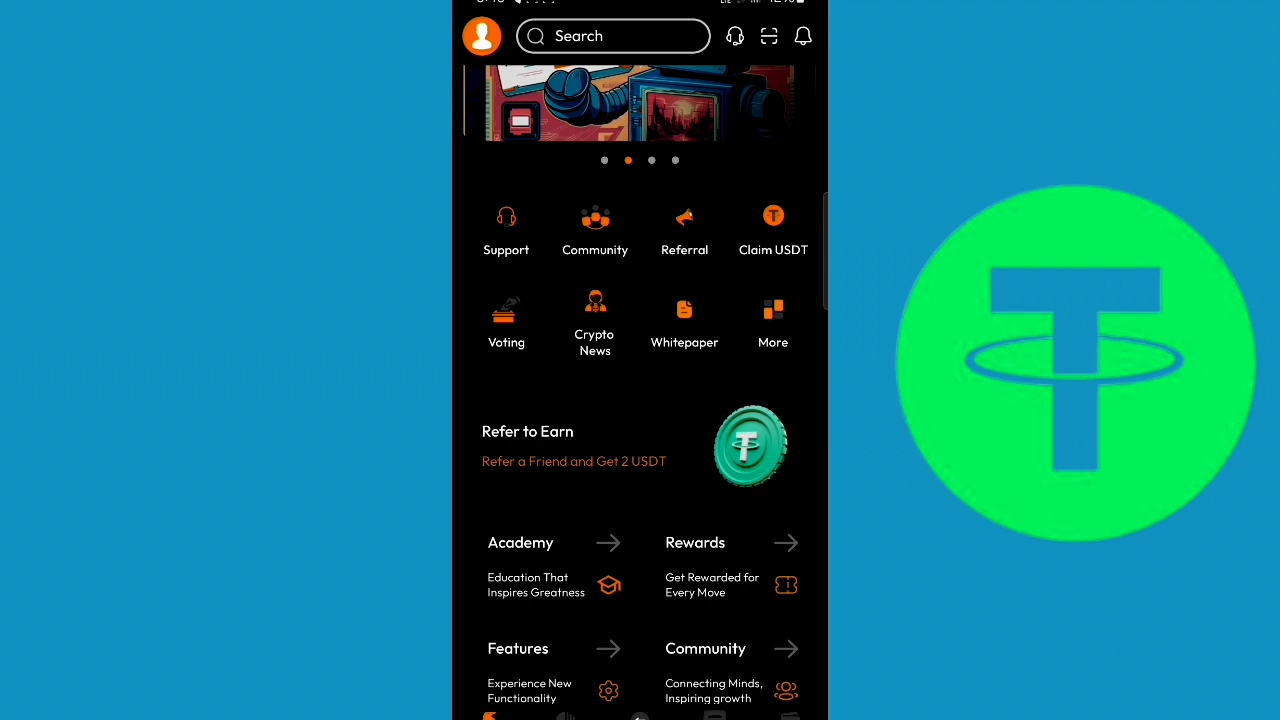 Search
Support
Community
Referral
Claim USDT
Voting
Crypto
News
Whitepaper
More
Refer to Earn
Refer a Friend and Get 2 USDT
Academy
Education That
Inspires Greatness
Rewards
Get Rewarded for
Every Move
Features
Experience New
Functionality
Community
Connecting Minds,
Inspiring growth